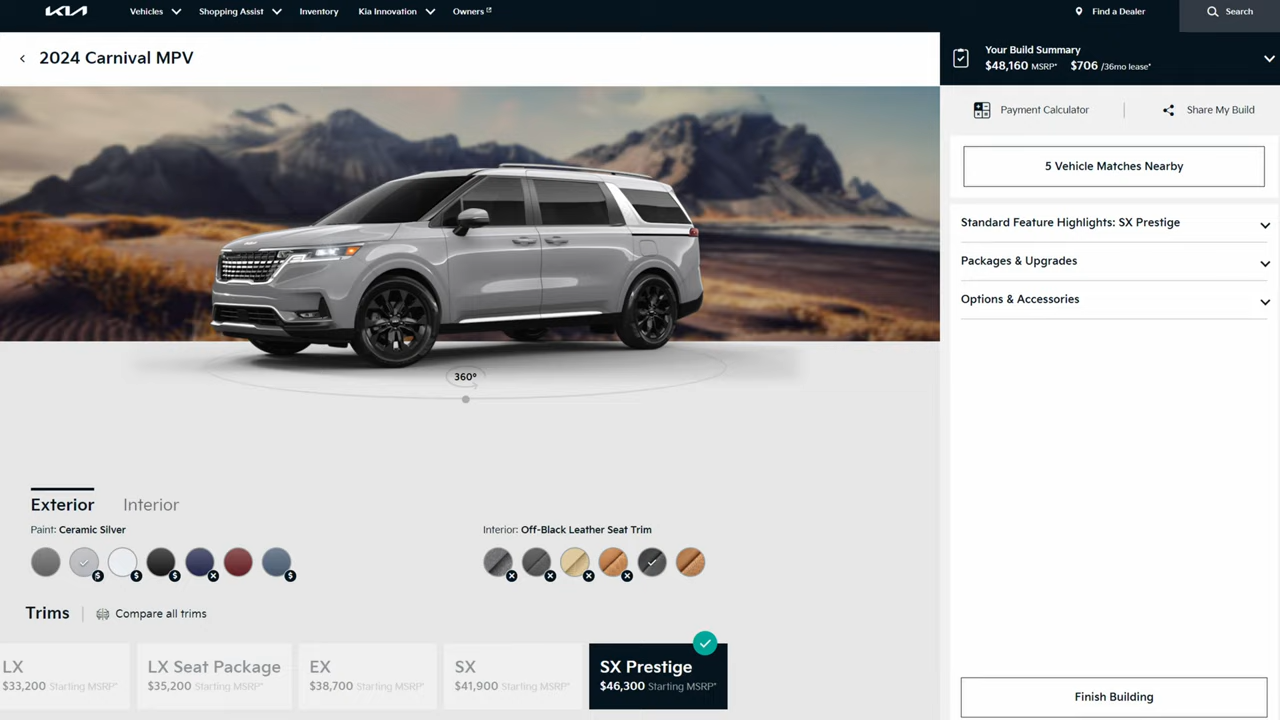 KIA
Vehicles
Shopping Assist
Inventory
Kia Innovation
Owners
Find a Dealer
Search
2024 Carnival MPV
Your Build Summary
$48,160 MSRP* $706 /36mo lease*
Payment Calculator
Share My Build
5 Vehicle Matches Nearby
Standard Feature Highlights: SX Prestige
Packages & Upgrades
Options & Accessories
360°
Exterior
Interior
Paint: Ceramic Silver
$ $ $ $
Interior: Off-Black Leather Seat Trim
Trims
Compare all trims
LX
$33,200 Starting MSRP*
LX Seat Package
$35,200 Starting MSRP*
EX
$38,700 Starting MSRP*
SX
$41,900 Starting MSRP*
SX Prestige
$46,300 Starting MSRP*
Finish Building